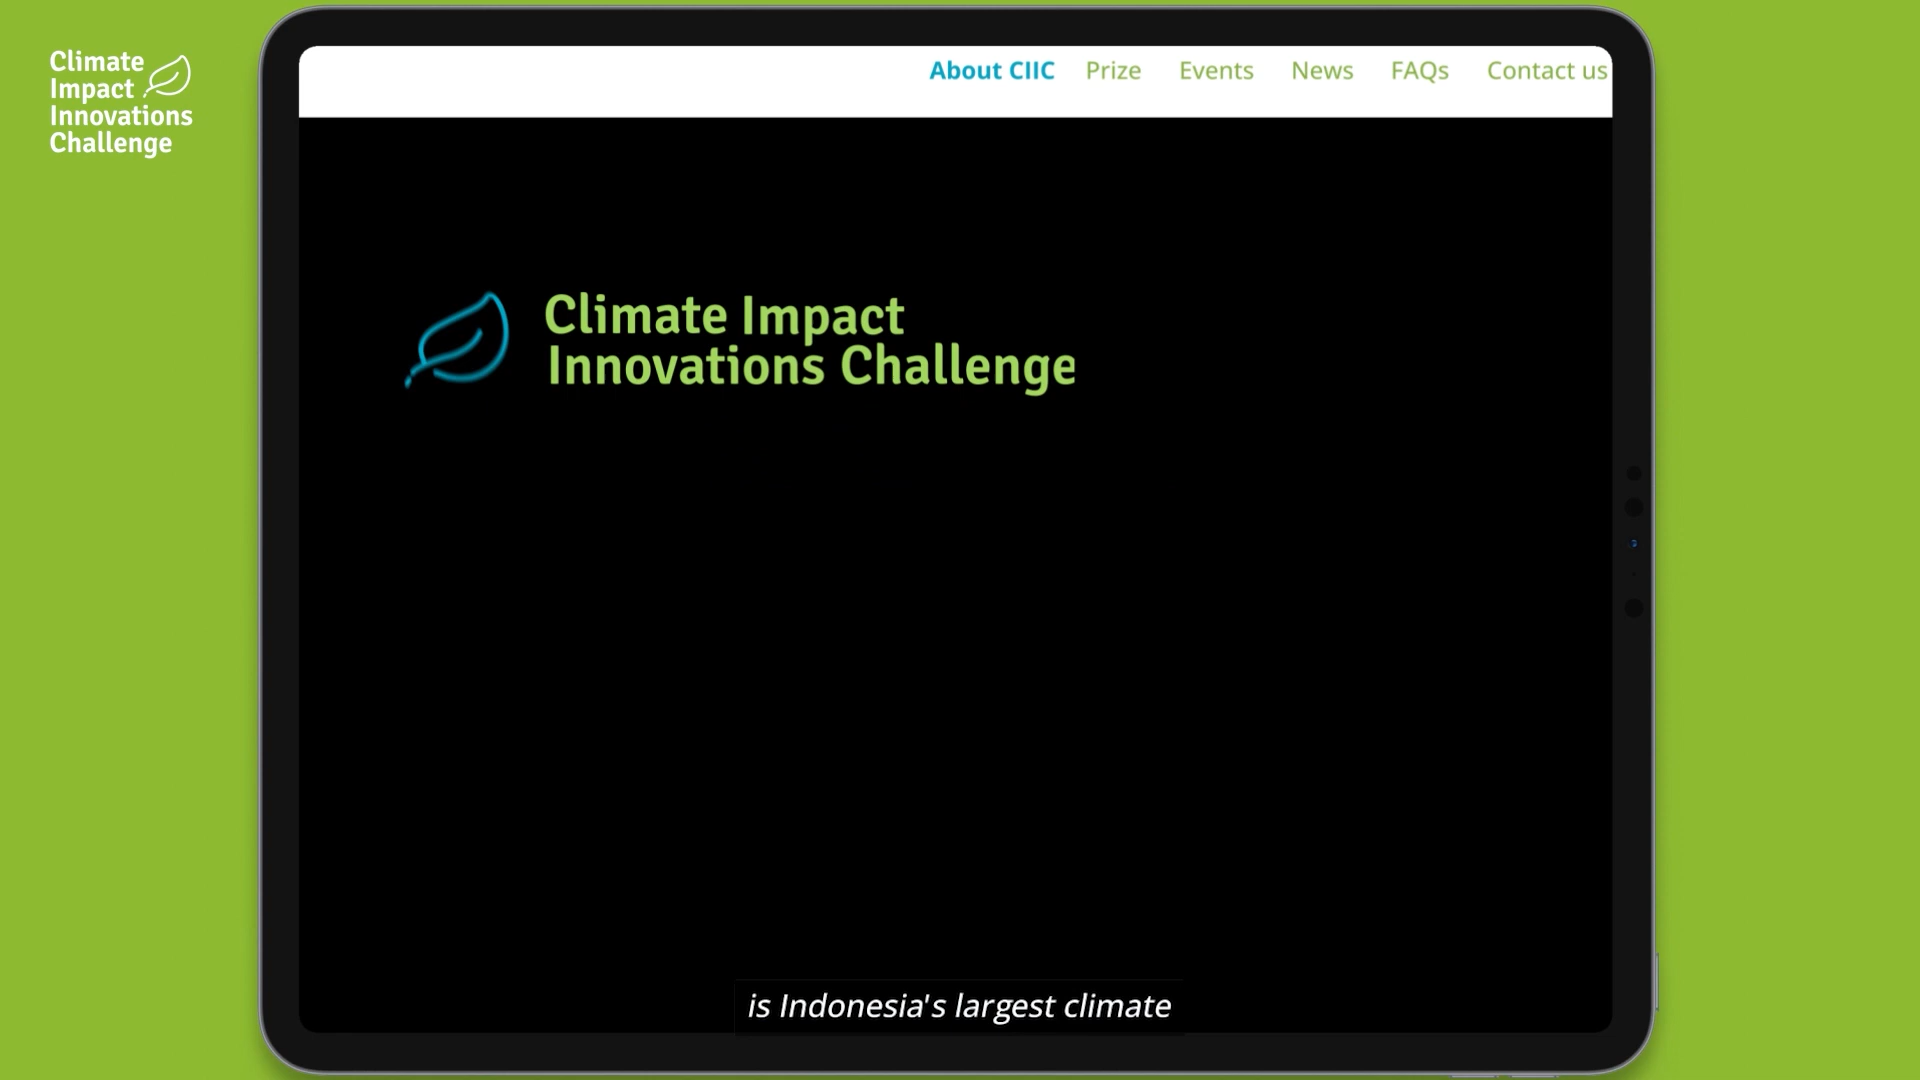 Climate
Impact
Innovations
Challenge
About CIIC Prize Events News FAQs Contact us
Climate Impact
Innovations Challenge
is Indonesia's largest climate